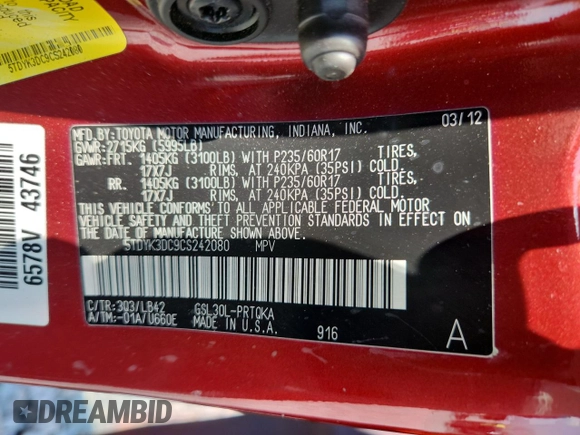 5TDYK3DC9CS242080
6578V 43746
MFD.BY:TOYOTA MOTOR MANUFACTURING, INDIANA, INC. 03/12
GVWR:2715KG (5995LB)
GAWR:FRT. 1405KG (3100LB) WITH P235/60R17 TIRES,
17X7J RIMS, AT 240KPA (35PSI) COLD.
RR. 1405KG (3100LB) WITH P235/60R17 TIRES,
17X7J RIMS, AT 240KPA (35PSI) COLD.
THIS VEHICLE CONFORMS TO ALL APPLICABLE FEDERAL MOTOR
VEHICLE SAFETY AND THEFT PREVENTION STANDARDS IN EFFECT ON
THE DATE OF MANUFACTURE SHOWN ABOVE.
5TDYK3DC9CS242080 MPV
C/TR:3Q3/LB42 GSL30L-PRTQKA
A/TM:-01A/U660E MADE IN U.S.A. 916 A
DREAMBID